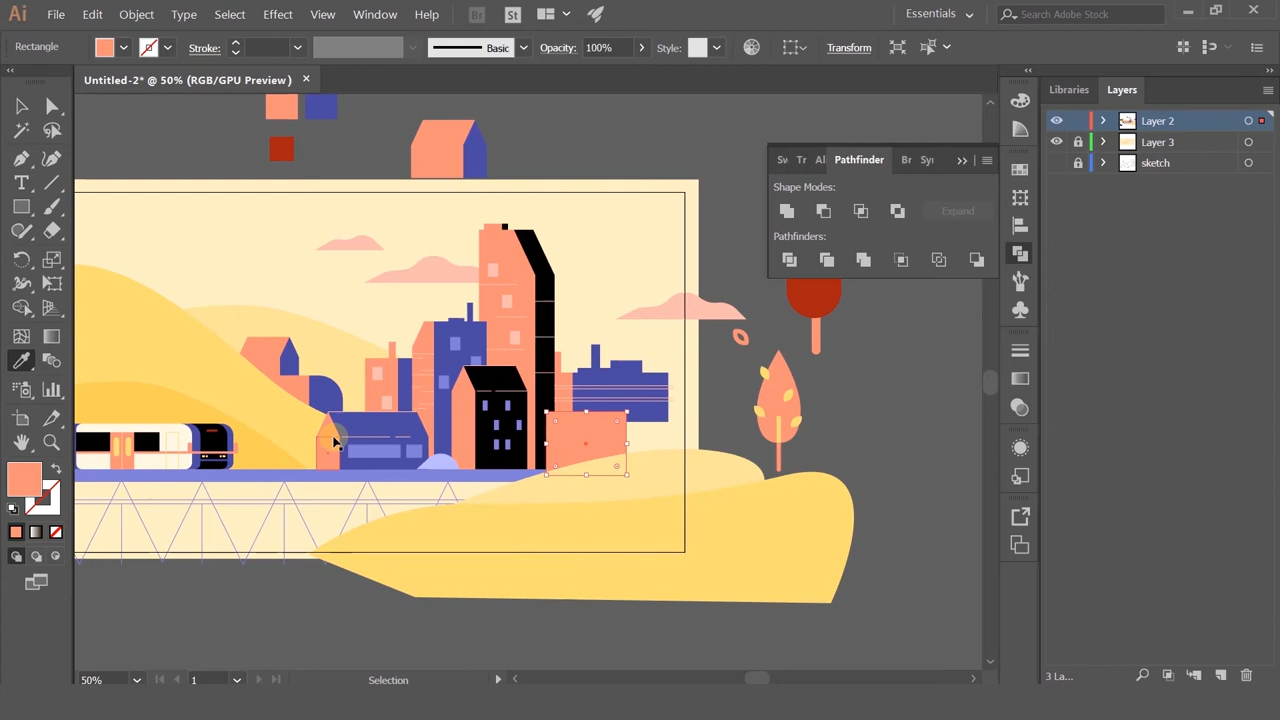 Ai File Edit Object Type Select Effect View Window Help Br St Essentials Search Adobe Stock
Rectangle Stroke: Basic Opacity: 100% Style: Transform
Untitled-2* @ 50% (RGB/GPU Preview) ×
Libraries Layers
Layer 2
Layer 3
sketch
Sv Tr Al Pathfinder Br Syı
Shape Modes:
Expand
Pathfinders:
50% 1 Selection
3 La...